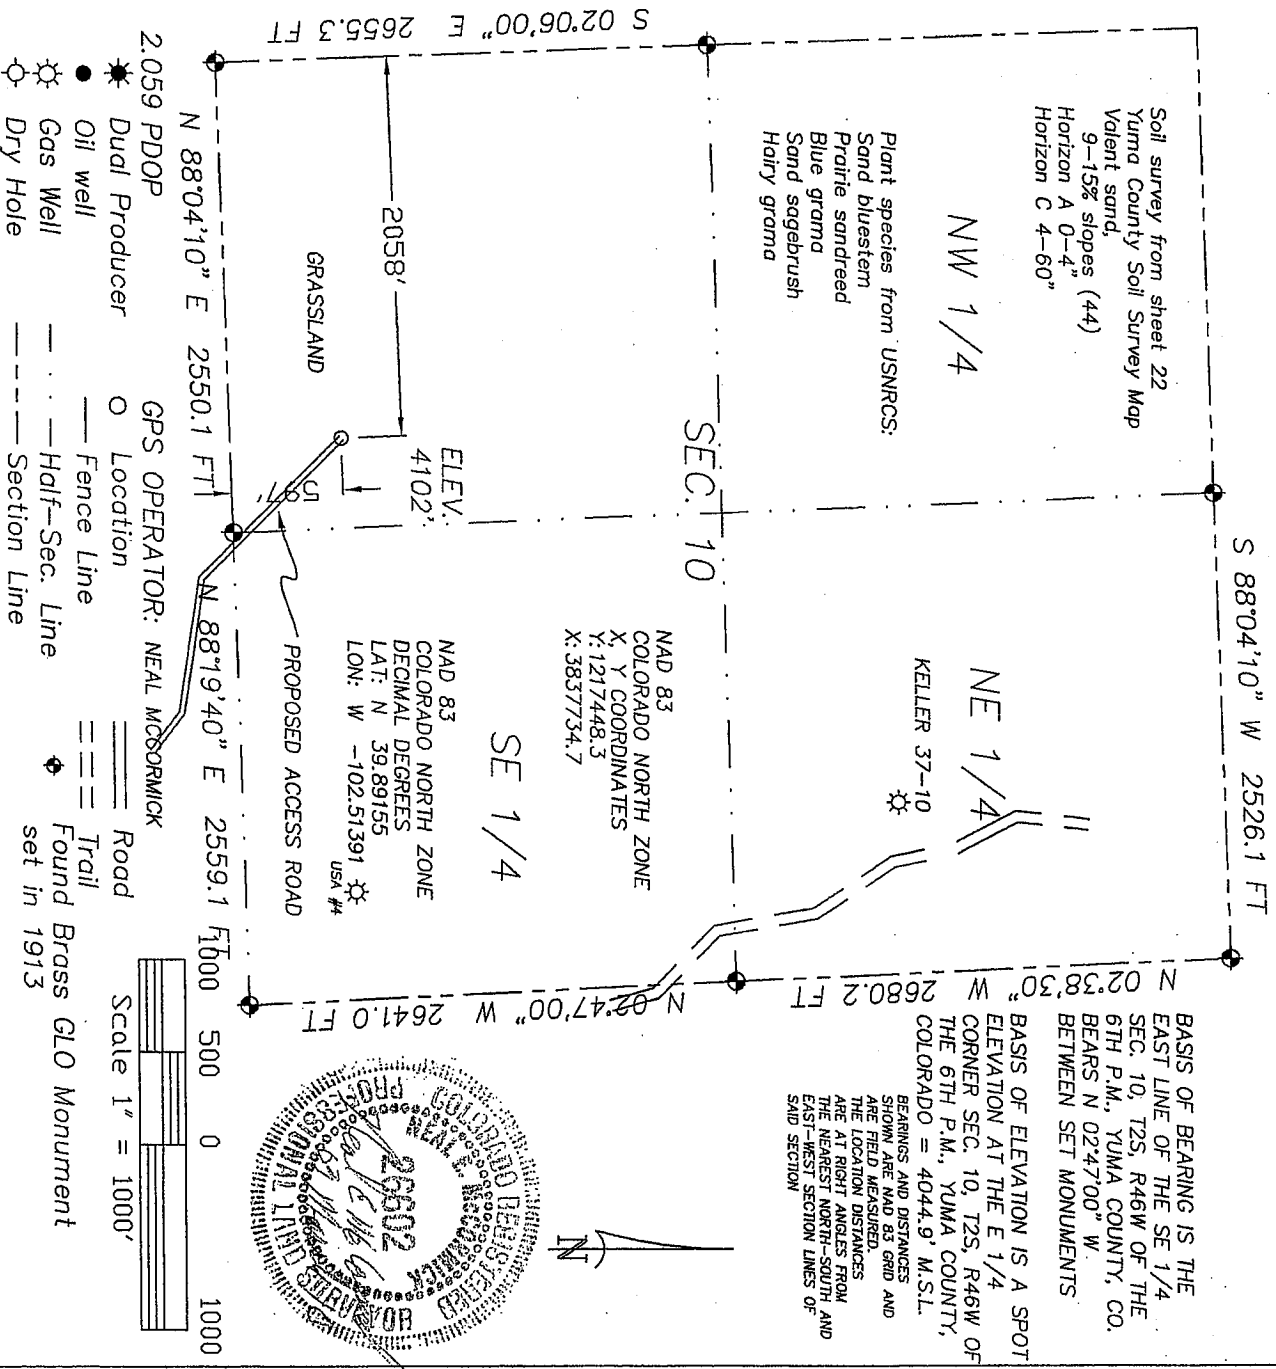 S 88°04'10" W 2526.1 FT
Soil survey from sheet 22
Yuma County Soil Survey Map
Valent sand,
9-15% slopes (44)
Horizon A 0-4"
Horizon C 4-60"
NW 1/4
Plant species from USNRCS:
Sand bluestem
Prairie sandreed
Blue grama
Sand sagebrush
Hairy grama
NE 1/4
KELLER 37-10
SEC. 10
N 02°38'30" W 2680.2 FT
BASIS OF BEARING IS THE
EAST LINE OF THE SE 1/4
SEC. 10, T2S, R46W OF THE
6TH P.M., YUMA COUNTY, CO.
BEARS N 02°47'00" W
BETWEEN SET MONUMENTS
BASIS OF ELEVATION IS A SPOT
ELEVATION AT THE E 1/4
CORNER SEC. 10, T2S, R46W OF
THE 6TH P.M., YUMA COUNTY,
COLORADO = 4044.9' M.S.L.
BEARINGS AND DISTANCES
SHOWN ARE NAD 83 GRID AND
ARE FIELD MEASURED.
THE LOCATION DISTANCES
ARE AT RIGHT ANGLES FROM
THE NEAREST NORTH-SOUTH AND
EAST-WEST SECTION LINES OF
SAID SECTION
S 02°06'00" E 2655.3 FT
2058'
GRASSLAND
ELEV.
4102'
597'
NAD 83
COLORADO NORTH ZONE
X, Y COORDINATES
Y: 1217448.3
X: 3837734.7
SE 1/4
NAD 83
COLORADO NORTH ZONE
DECIMAL DEGREES
LAT: N 39.89155
LON: W -102.51391
USA #4
PROPOSED ACCESS ROAD
N 02°47'00" W 2641.0 FT
N
COLORADO REGISTERED
NEAL E McCORMICK
26602
PROFESSIONAL LAND SURVEYOR
N 88°04'10" E 2550.1 FT
N 88°19'40" E 2559.1 FT
2.059 PDOP
GPS OPERATOR: NEAL MCCORMICK
Dual Producer
Oil well
Gas Well
Dry Hole
Location
Fence Line
Half-Sec. Line
Section Line
Road
Trail
Found Brass GLO Monument
set in 1913
1000 500 0 1000
Scale 1" = 1000'